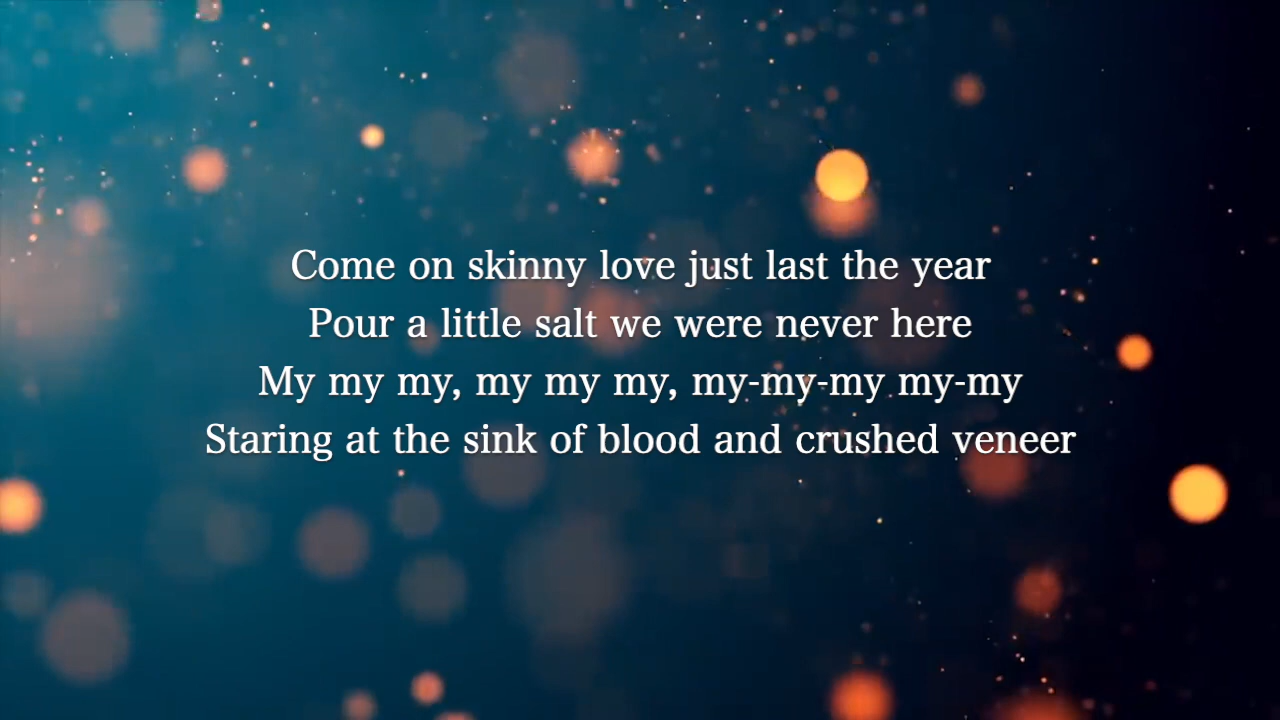 Come on skinny love just last the year
Pour a little salt we were never here
My my my, my my my, my-my-my my-my
Staring at the sink of blood and crushed veneer